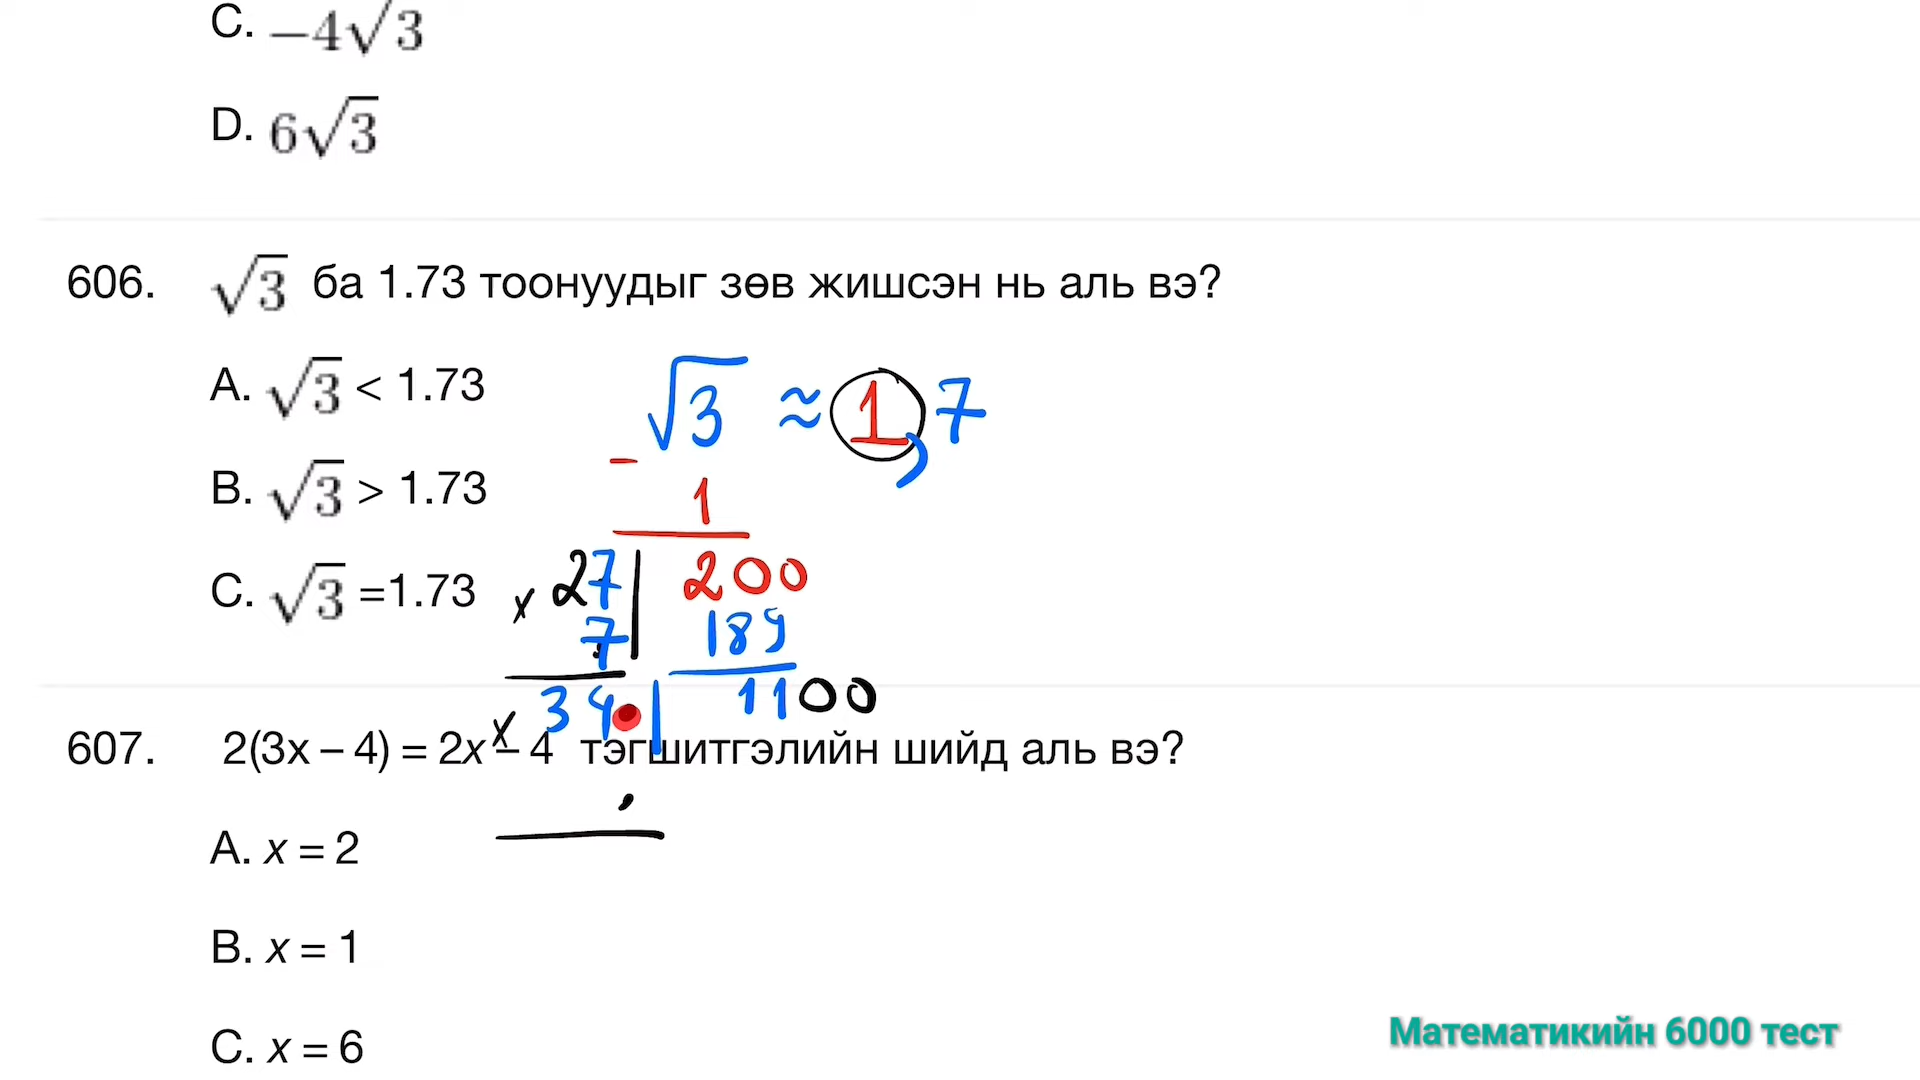 C. −4√3
D. 6√3
606. √3 ба 1.73 тоонуудыг зөв жишсэн нь аль вэ?
A. √3 < 1.73
√3 ≈ 1,7
B. √3 > 1.73
− 1
27 | 200
C. √3 =1.73
× 7 | 189
× 34 | 1100
607. 2(3x – 4) = 2x – 4 тэгшитгэлийн шийд аль вэ?
A. x = 2
B. x = 1
C. x = 6
Математикийн 6000 тест